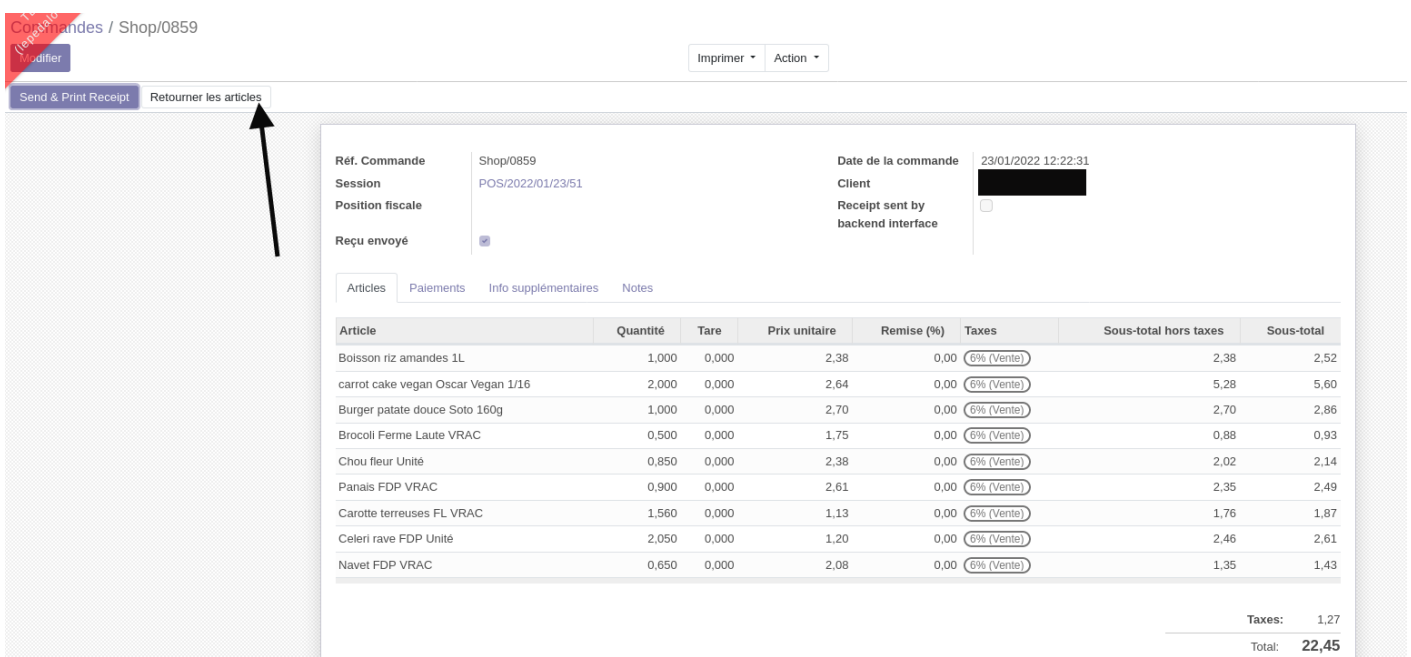 Commandes / Shop/0859
Modifier
Imprimer Action
Send & Print Receipt Retourner les articles
Réf. Commande Shop/0859 Date de la commande 23/01/2022 12:22:31
Session POS/2022/01/23/51 Client
Position fiscale Receipt sent by
backend interface
Reçu envoyé
Articles Paiements Info supplémentaires Notes
Article Quantité Tare Prix unitaire Remise (%) Taxes Sous-total hors taxes Sous-total
Boisson riz amandes 1L 1,000 0,000 2,38 0,00 6% (Vente) 2,38 2,52
carrot cake vegan Oscar Vegan 1/16 2,000 0,000 2,64 0,00 6% (Vente) 5,28 5,60
Burger patate douce Soto 160g 1,000 0,000 2,70 0,00 6% (Vente) 2,70 2,86
Brocoli Ferme Laute VRAC 0,500 0,000 1,75 0,00 6% (Vente) 0,88 0,93
Chou fleur Unité 0,850 0,000 2,38 0,00 6% (Vente) 2,02 2,14
Panais FDP VRAC 0,900 0,000 2,61 0,00 6% (Vente) 2,35 2,49
Carotte terreuses FL VRAC 1,560 0,000 1,13 0,00 6% (Vente) 1,76 1,87
Celeri rave FDP Unité 2,050 0,000 1,20 0,00 6% (Vente) 2,46 2,61
Navet FDP VRAC 0,650 0,000 2,08 0,00 6% (Vente) 1,35 1,43
Taxes: 1,27
Total: 22,45